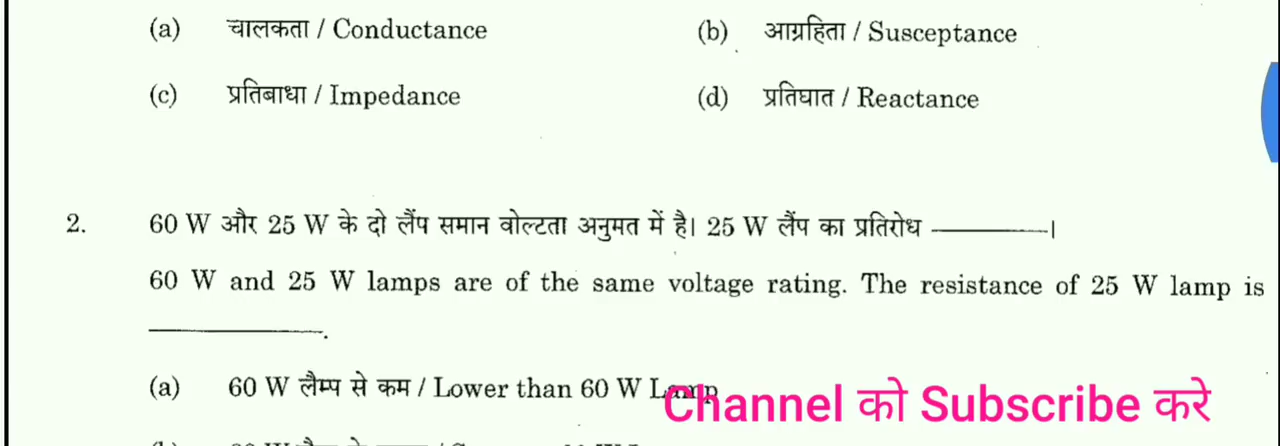 (a) चालकता / Conductance (b) आग्रहिता / Susceptance
(c) प्रतिबाधा / Impedance (d) प्रतिघात / Reactance
2. 60 W और 25 W के दो लैंप समान वोल्टता अनुमत में है। 25 W लैंप का प्रतिरोध ————।
60 W and 25 W lamps are of the same voltage rating. The resistance of 25 W lamp is
————.
(a) 60 W लैम्प से कम / Lower than 60 W Lamp
Channel को Subscribe करे